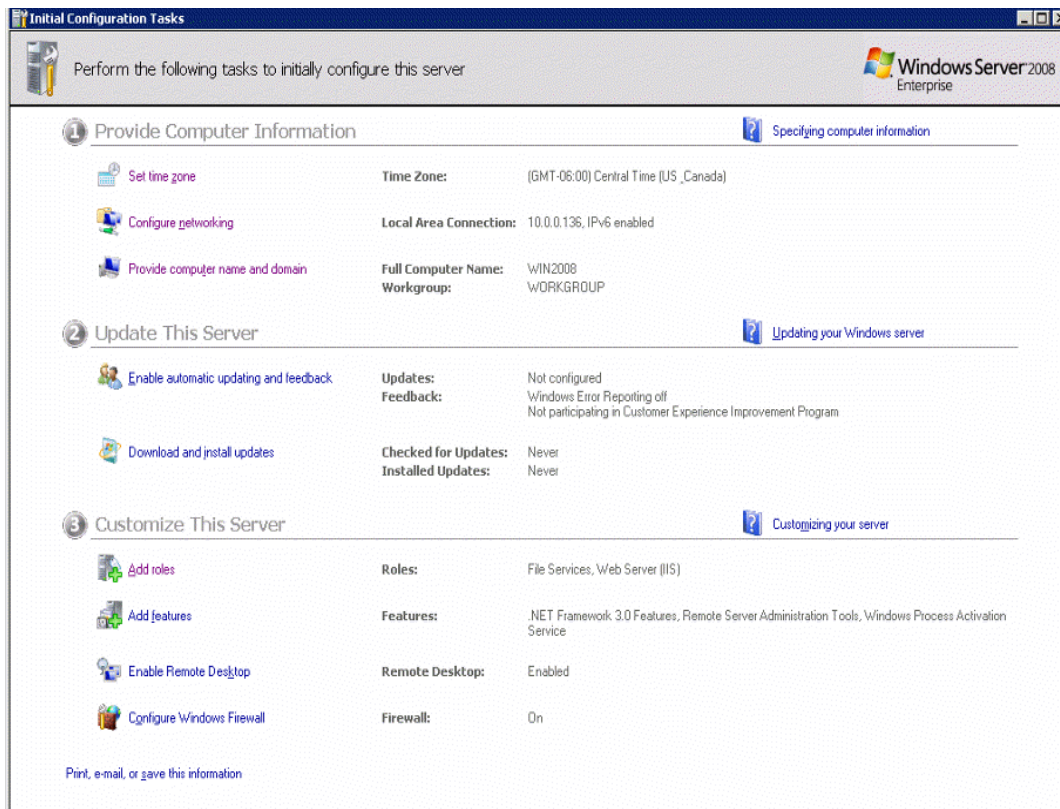 Initial Configuration Tasks
Perform the following tasks to initially configure this server
Windows Server 2008
Enterprise
1 Provide Computer Information
Specifying computer information
Set time zone
Time Zone:
(GMT-06:00) Central Time (US _Canada)
Configure networking
Local Area Connection:
10.0.0.136, IPv6 enabled
Provide computer name and domain
Full Computer Name:
WIN2008
Workgroup:
WORKGROUP
2 Update This Server
Updating your Windows server
Enable automatic updating and feedback
Updates:
Not configured
Feedback:
Windows Error Reporting off
Not participating in Customer Experience Improvement Program
Download and install updates
Checked for Updates:
Never
Installed Updates:
Never
3 Customize This Server
Customizing your server
Add roles
Roles:
File Services, Web Server (IIS)
Add features
Features:
.NET Framework 3.0 Features, Remote Server Administration Tools, Windows Process Activation
Service
Enable Remote Desktop
Remote Desktop:
Enabled
Configure Windows Firewall
Firewall:
On
Print, e-mail, or save this information